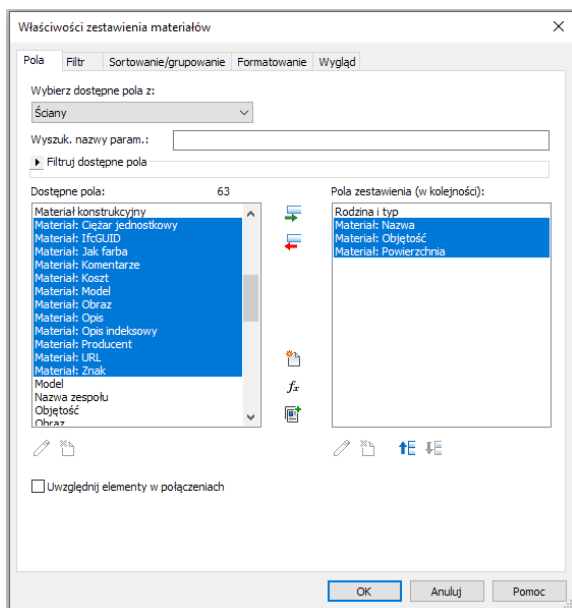 Właściwości zestawienia materiałów
Pola Filtr Sortowanie/grupowanie Formatowanie Wygląd
Wybierz dostępne pola z:
Ściany
Wyszuk. nazwy param.:
Filtruj dostępne pola
Dostępne pola: 63
Materiał konstrukcyjny
Materiał: Ciężar jednostkowy
Materiał: IfcGUID
Materiał: Jak farba
Materiał: Komentarze
Materiał: Koszt
Materiał: Model
Materiał: Obraz
Materiał: Opis
Materiał: Opis indeksowy
Materiał: Producent
Materiał: URL
Materiał: Znak
Model
Nazwa zespołu
Objętość
Obraz
Pola zestawienia (w kolejności):
Rodzina i typ
Materiał: Nazwa
Materiał: Objętość
Materiał: Powierzchnia
fx
Uwzględnij elementy w połączeniach
OK Anuluj Pomoc